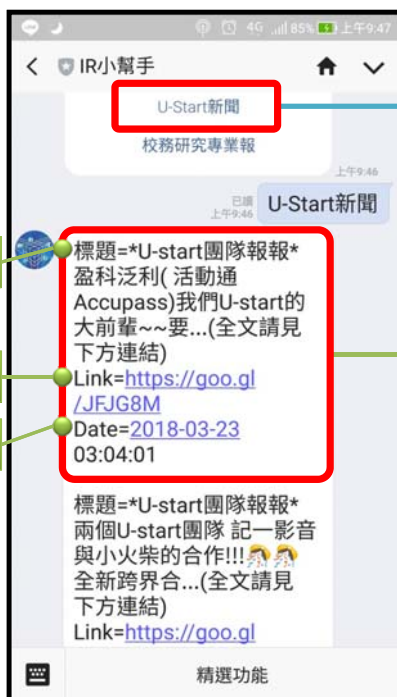 4G 85% 上午9:47
IR小幫手
U-Start新聞
校務研究專業報
上午9:46
已讀
上午9:46
U-Start新聞
標題=*U-start團隊報報*
盈科泛利( 活動通
Accupass)我們U-start的
大前輩~~要...(全文請見
下方連結)
Link=https://goo.gl
/JFJG8M
Date=2018-03-23
03:04:01
標題=*U-start團隊報報*
兩個U-start團隊 記一影音
與小火柴的合作!!!
全新跨界合...(全文請見
下方連結)
Link=https://goo.gl
精選功能